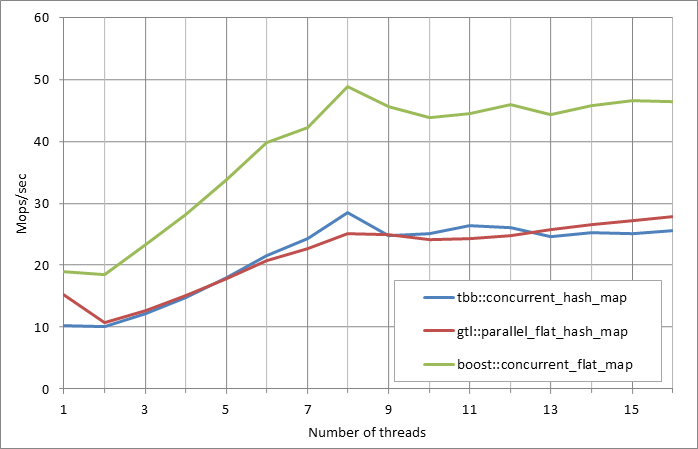 60
50
40
30
20
10
0
Mops/sec
1 3 5 7 9 11 13 15
Number of threads
tbb::concurrent_hash_map
gtl::parallel_flat_hash_map
boost::concurrent_flat_map